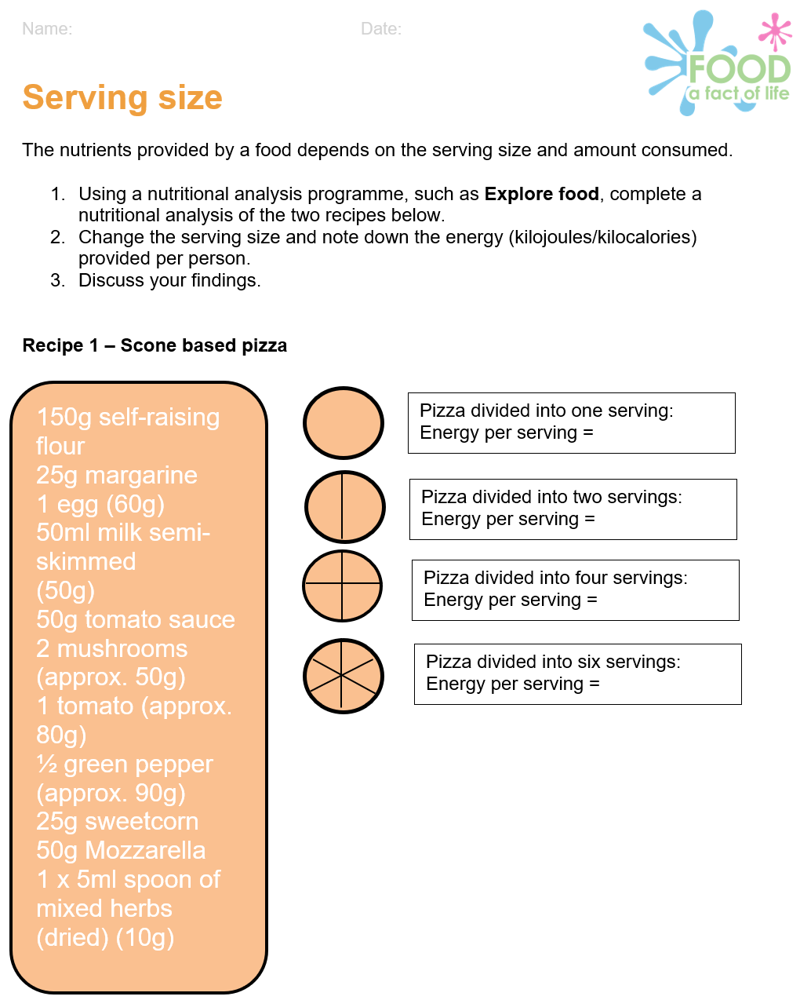 Name:
Date:
FOOD
a fact of life
Serving size
The nutrients provided by a food depends on the serving size and amount consumed.
1. Using a nutritional analysis programme, such as Explore food, complete a
nutritional analysis of the two recipes below.
2. Change the serving size and note down the energy (kilojoules/kilocalories)
provided per person.
3. Discuss your findings.
Recipe 1 – Scone based pizza
150g self-raising
flour
25g margarine
1 egg (60g)
50ml milk semi-
skimmed
(50g)
50g tomato sauce
2 mushrooms
(approx. 50g)
1 tomato (approx.
80g)
½ green pepper
(approx. 90g)
25g sweetcorn
50g Mozzarella
1 x 5ml spoon of
mixed herbs
(dried) (10g)
Pizza divided into one serving:
Energy per serving =
Pizza divided into two servings:
Energy per serving =
Pizza divided into four servings:
Energy per serving =
Pizza divided into six servings:
Energy per serving =